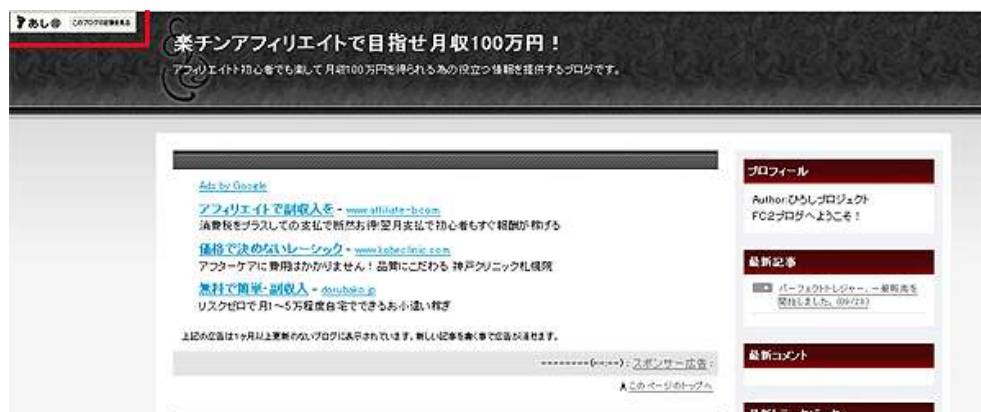 あし@ このブログの記事を見る
楽チンアフィリエイトで目指せ月収100万円！
アフィリエイト初心者でも楽して月収100万円を得られる為の役立つ情報を提供するブログです。
Ads by Google
アフィリエイトで副収入を - www.affiliate-b.com
消費税をプラスしての支払で断然お得!翌月支払で初心者もすぐ報酬が稼げる
価格で決めないレーシック - www.kobeclinic.com
アフターケアに費用はかかりません！品質にこだわる 神戸クリニック札幌院
無料で簡単・副収入 - dorubako.jp
リスクゼロで月1～5万程度自宅でできるお小遣い稼ぎ
上記の広告は1ヶ月以上更新のないブログに表示されています。新しい記事を書く事で広告が消せます。
--------(--:--) : スポンサー広告 :
▲このページのトップへ
プロフィール
Author:ひろしプロジェクト
FC2ブログへようこそ！
最新記事
パーフェクトレジャー、一般販売を
開始しました。(09/20)
最新コメント